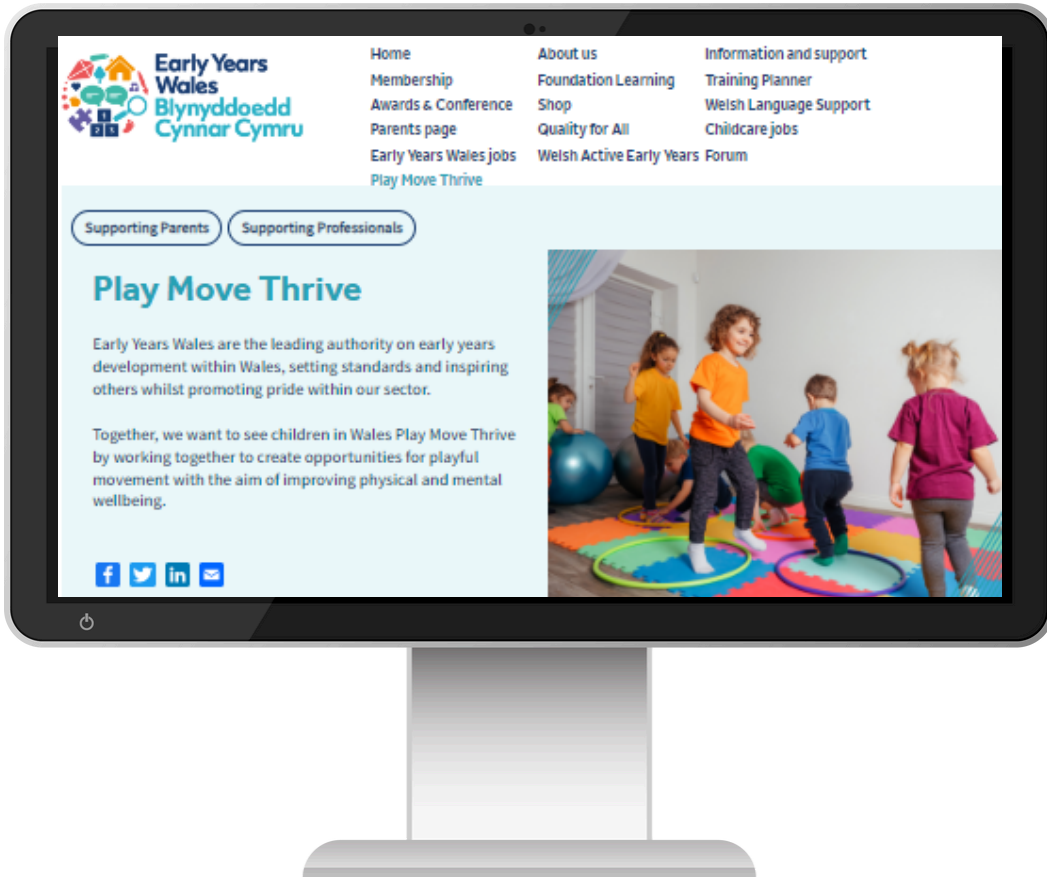 Early Years
Wales
Blynyddoedd
Cynnar Cymru
Home
Membership
Awards & Conference
Parents page
Early Years Wales jobs
Play Move Thrive
About us
Foundation Learning
Shop
Quality for All
Welsh Active Early Years
Information and support
Training Planner
Welsh Language Support
Childcare jobs
Forum
Supporting Parents
Supporting Professionals
Play Move Thrive
Early Years Wales are the leading authority on early years
development within Wales, setting standards and inspiring
others whilst promoting pride within our sector.
Together, we want to see children in Wales Play Move Thrive
by working together to create opportunities for playful
movement with the aim of improving physical and mental
wellbeing.